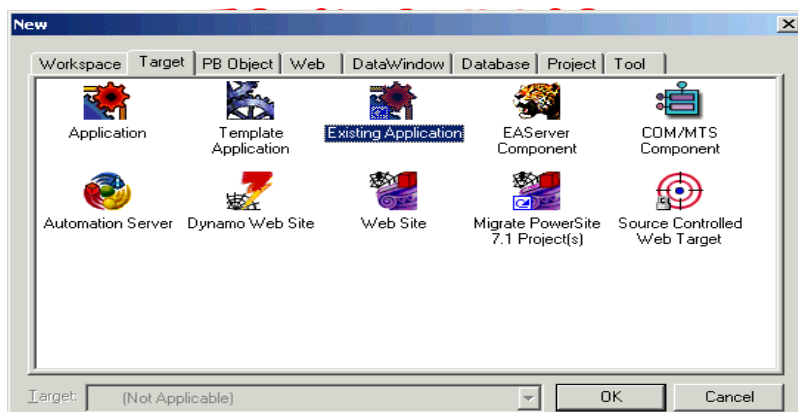 New
Workspace Target PB Object Web DataWindow Database Project Tool
Application Template Application Existing Application EAServer Component COM/MTS Component
Automation Server Dynamo Web Site Web Site Migrate PowerSite 7.1 Project(s) Source Controlled Web Target
Target: (Not Applicable) OK Cancel